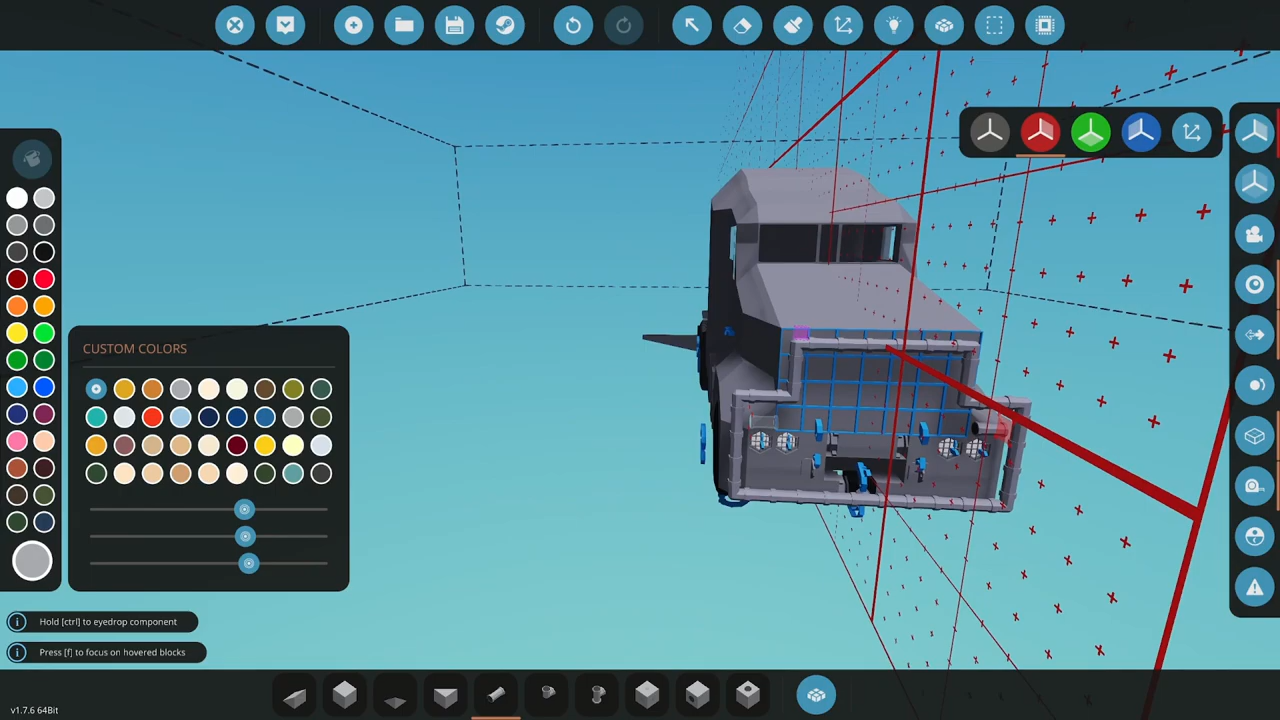 CUSTOM COLORS
Hold [ctrl] to eyedrop component
Press [f] to focus on hovered blocks
v1.7.6 64Bit